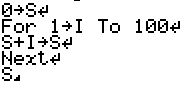 0→S↵
For 1→I To 100↵
S+I→S↵
Next↵
S◢